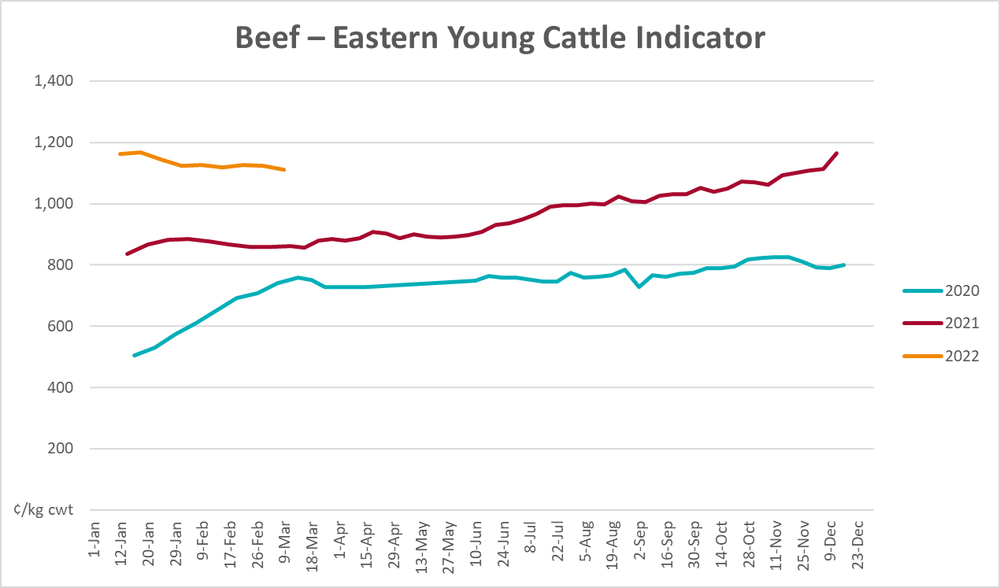 Beef – Eastern Young Cattle Indicator
1,400
1,200
1,000
800
600
400
200
¢/kg cwt
1-Jan
12-Jan
20-Jan
29-Jan
9-Feb
17-Feb
26-Feb
9-Mar
18-Mar
1-Apr
15-Apr
29-Apr
13-May
27-May
10-Jun
24-Jun
8-Jul
22-Jul
5-Aug
19-Aug
2-Sep
16-Sep
30-Sep
14-Oct
28-Oct
11-Nov
25-Nov
9-Dec
23-Dec
2020
2021
2022